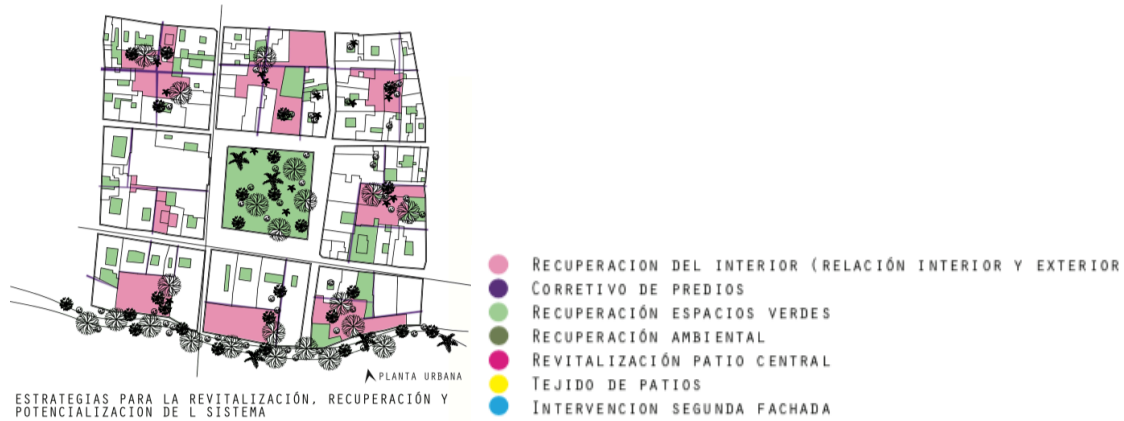 RECUPERACION DEL INTERIOR (RELACIÓN INTERIOR Y EXTERIOR
CORRETIVO DE PREDIOS
RECUPERACIÓN ESPACIOS VERDES
RECUPERACIÓN AMBIENTAL
REVITALIZACIÓN PATIO CENTRAL
TEJIDO DE PATIOS
INTERVENCION SEGUNDA FACHADA
PLANTA URBANA
ESTRATEGIAS PARA LA REVITALIZACIÓN, RECUPERACIÓN Y
POTENCIALIZACION DE L SISTEMA